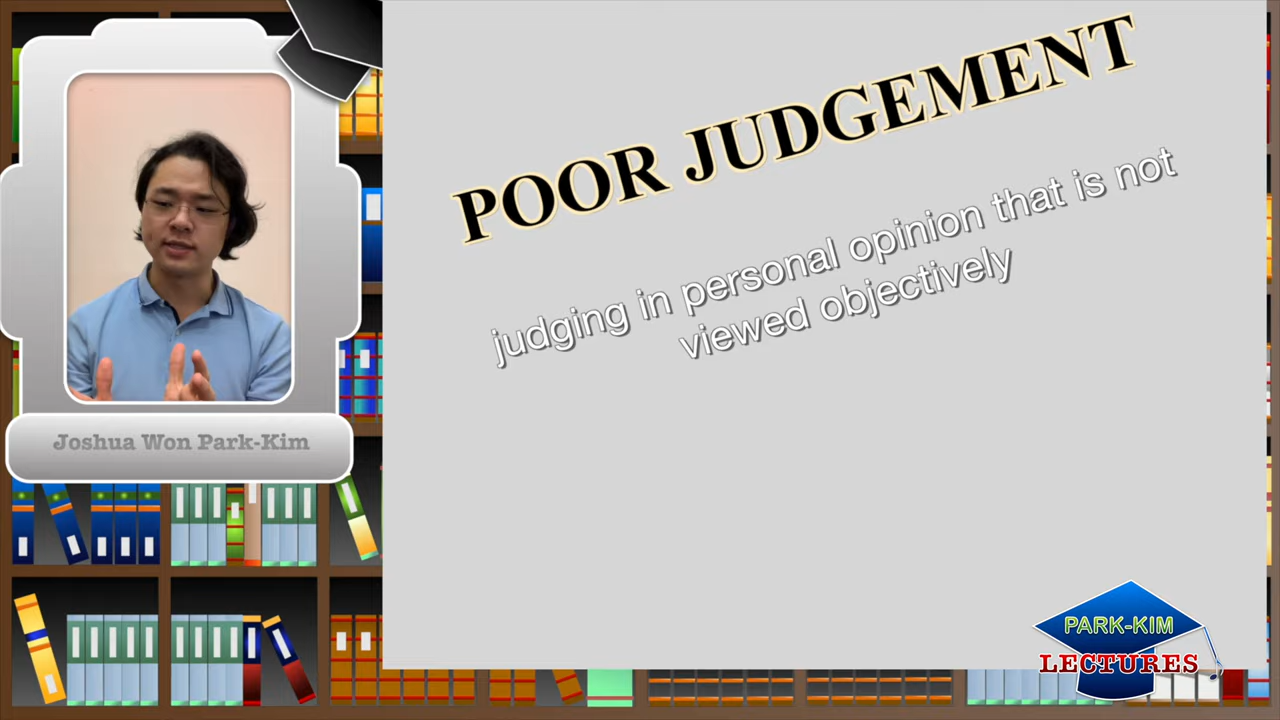 POOR JUDGEMENT
judging in personal opinion that is not
viewed objectively
Joshua Won Park-Kim
PARK-KIM
LECTURES